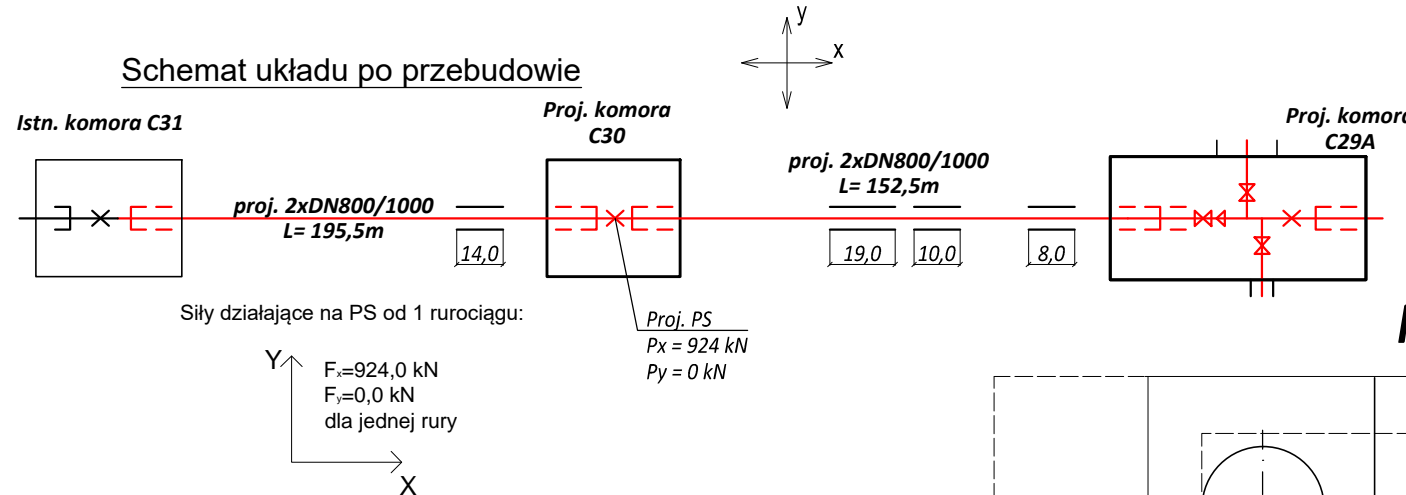 y
x
Schemat układu po przebudowie
Istn. komora C31
Proj. komora
C30
Proj. komora
C29A
proj. 2xDN800/1000
L= 195,5m
proj. 2xDN800/1000
L= 152,5m
14,0
19,0
10,0
8,0
Siły działające na PS od 1 rurociągu:
Proj. PS
Px = 924 kN
Py = 0 kN
Y
Fx=924,0 kN
Fy=0,0 kN
dla jednej rury
X